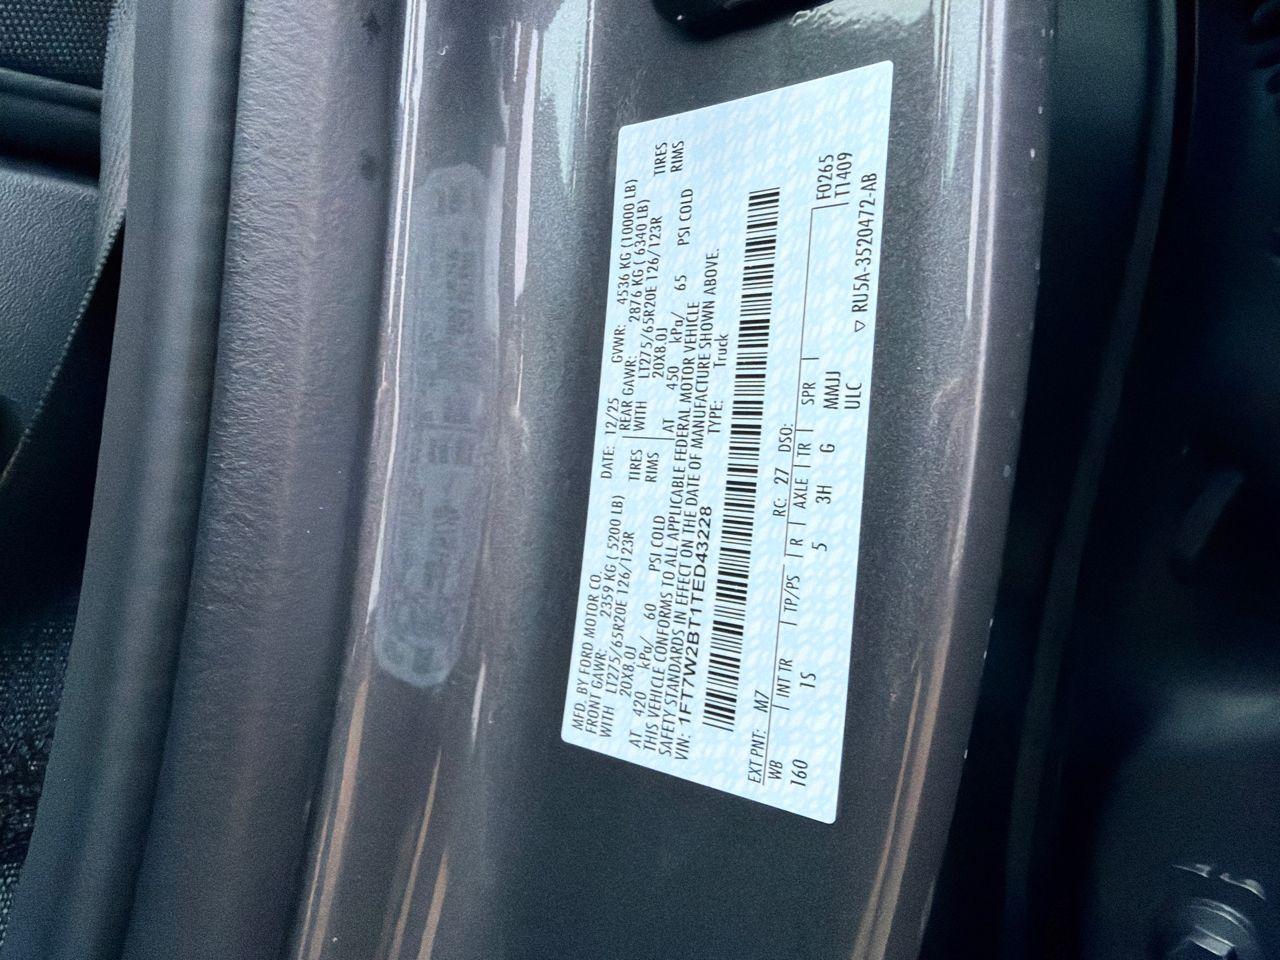 MFD. BY FORD MOTOR CO.
DATE: 12/25 GVWR: 4536 KG (10000 LB)
FRONT GAWR: 2359 KG ( 5200 LB) REAR GAWR: 2876 KG ( 6340 LB)
WITH LT275/65R20E 126/123R TIRES WITH LT275/65R20E 126/123R TIRES
20X8.0J RIMS 20X8.0J RIMS
AT 420 kPa/ 60 PSI COLD AT 450 kPa/ 65 PSI COLD
THIS VEHICLE CONFORMS TO ALL APPLICABLE FEDERAL MOTOR VEHICLE
SAFETY STANDARDS IN EFFECT ON THE DATE OF MANUFACTURE SHOWN ABOVE.
VIN: 1FT7W2BT1TED43228 TYPE: Truck
EXT PNT: M7 RC: 27 DSO: F0265
WB INT TR TP/PS R AXLE TR SPR T1409
160 1S 5 3H G MMJJ
ULC ▽ RU5A-3520472-AB